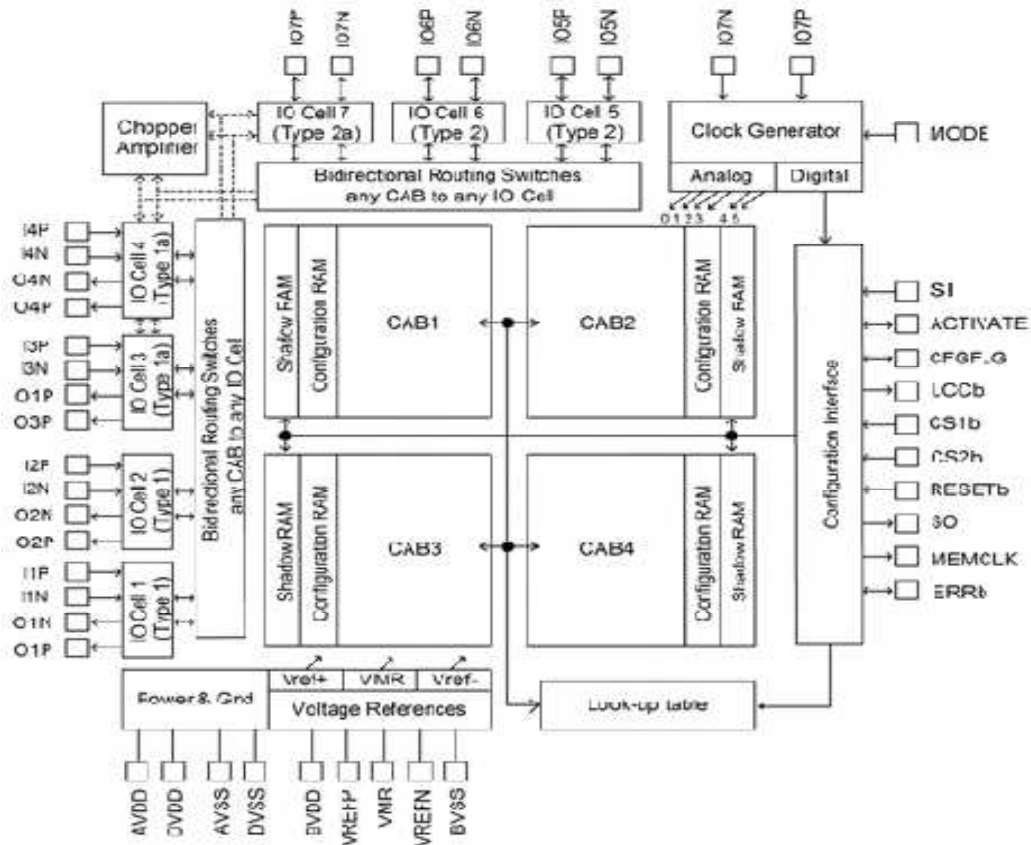 IO7P IO7N IO6P IO6N IO5P IO5N IO7N IO7P
Chopper
Amplifier
IO Cell 7
(Type 2a)
IO Cell 6
(Type 2)
IO Cell 5
(Type 2)
Clock Generator
Analog
Digital
MODE
Bidirectional Routing Switches
any CAB to any IO Cell
0 1 2 3 4 5
I4P
I4N
O4N
O4P
IO Cell 4
(Type 1a)
I3P
I3N
O1P
O3P
IO Cell 3
(Type 1a)
I2P
I2N
O2N
O2P
IO Cell 2
(Type 1)
I1P
I1N
O1N
O1P
IO Cell 1
(Type 1)
Bidirectional Routing Switches
any CAB to any IO Cell
Shallow RAM
Configuration RAM
CAB1
CAB2
Configuration RAM
Shallow RAM
Shadow RAM
Configuration RAM
CAB3
CAB4
Configuration RAM
Shadow RAM
Configuration Interface
SI
ACTIVATE
CFGFLG
LCCb
CS1b
CS2b
RESETb
SO
MEMCLK
ERRb
Power & Gnd
Vref+
VMR
Vref-
Voltage References
Look-up table
AVDD DVDD AVSS DVSS BVDD VREFP VMR VREFN BVSS